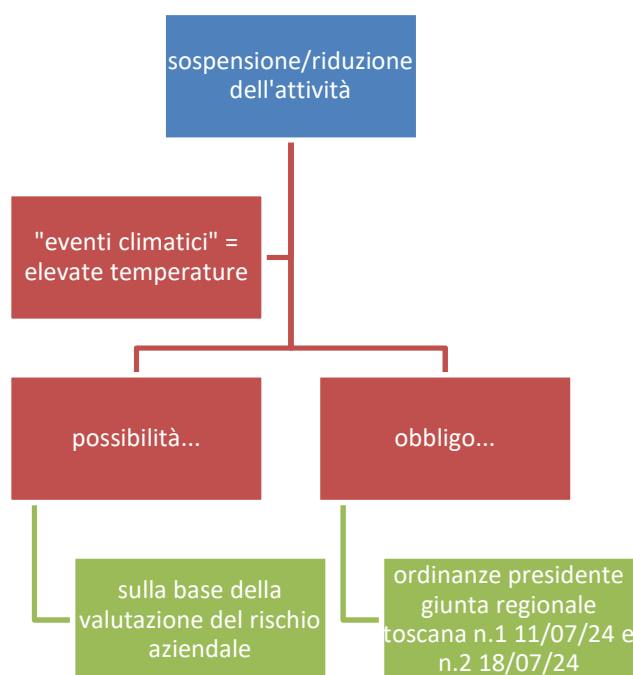 sospensione/riduzione
dell'attività
"eventi climatici" =
elevate temperature
possibilità...
obbligo...
sulla base della
valutazione del rischio
aziendale
ordinanze presidente
giunta regionale
toscana n.1 11/07/24 e
n.2 18/07/24